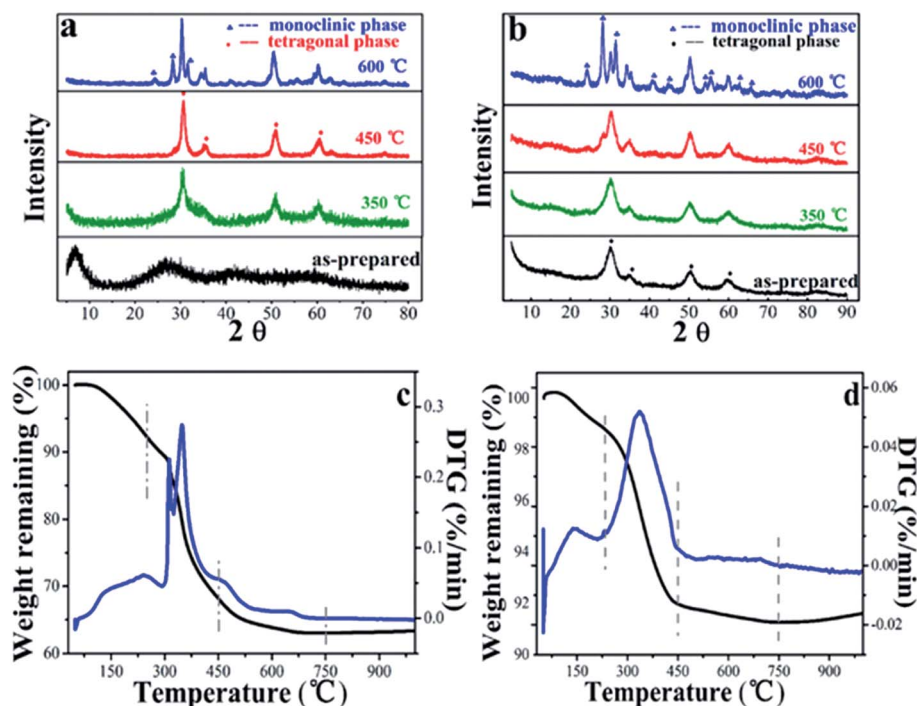 a
▲ --- monoclinic phase
• --- tetragonal phase
600 ℃
450 ℃
350 ℃
as-prepared
Intensity
10 20 30 40 50 60 70 80
2 θ
b
▲ --- monoclinic phase
• --- tetragonal phase
600 ℃
450 ℃
350 ℃
as-prepared
Intensity
10 20 30 40 50 60 70 80 90
2 θ
c
Weight remaining (%)
100
90
80
70
60
0.3
0.2
0.1
0.0
DTG (%/min)
150 300 450 600 750 900
Temperature (℃)
d
Weight remaining (%)
100
98
96
94
92
90
0.06
0.04
0.02
0.00
-0.02
DTG (%/min)
150 300 450 600 750 900
Temperature (℃)